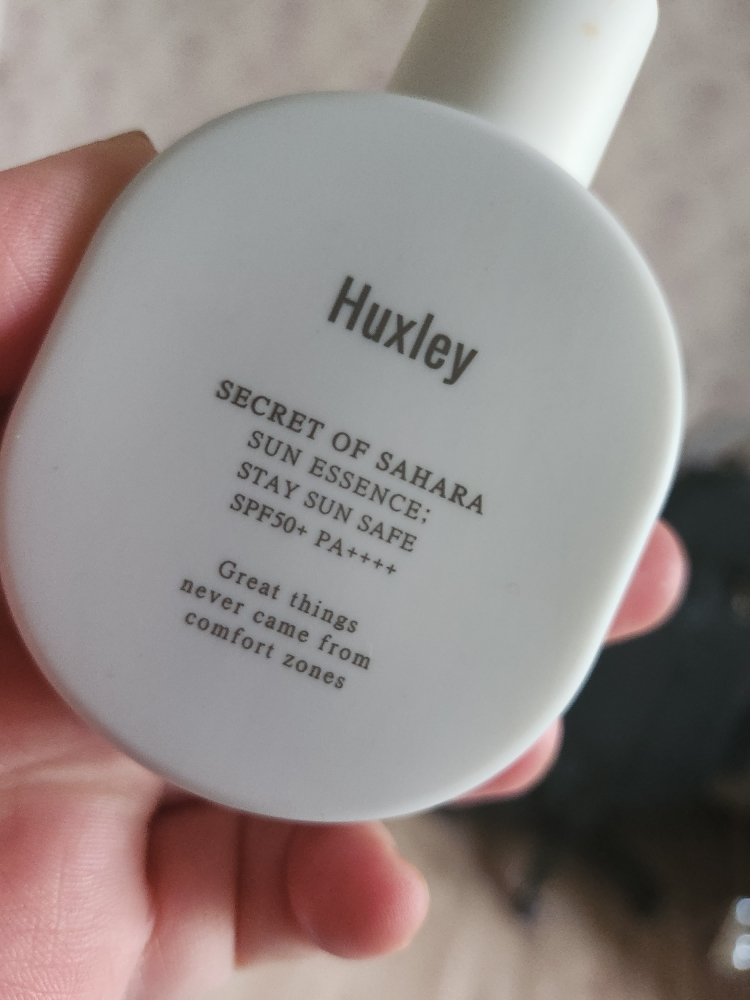 Huxley
SECRET OF SAHARA
SUN ESSENCE;
STAY SUN SAFE
SPF50+ PA++++
Great things
never came from
comfort zones